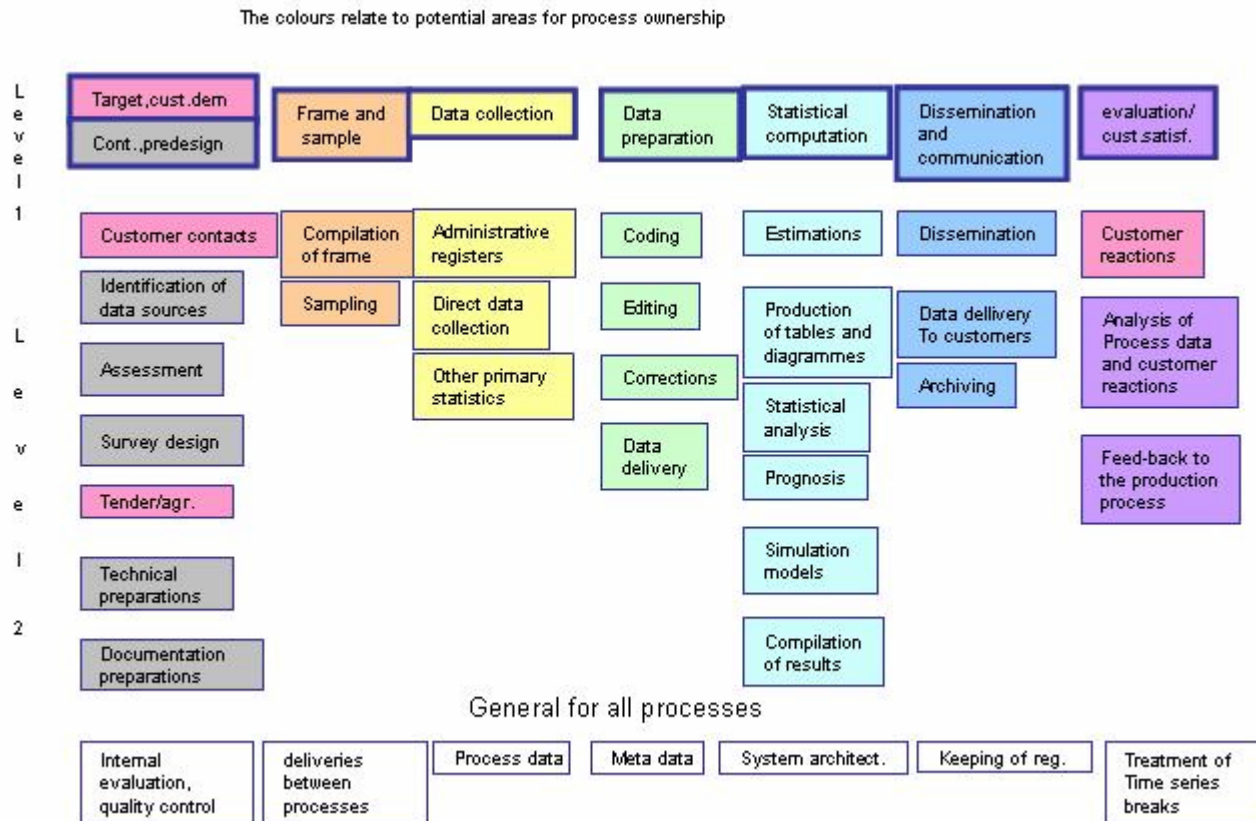 The colours relate to potential areas for process ownership
Level 1
Target,cust.dem
Cont.,predesign
Frame and
sample
Data collection
Data
preparation
Statistical
computation
Dissemination
and
communication
evaluation/
cust.satisf.
Level 2
Customer contacts
Identification of
data sources
Assessment
Survey design
Tender/agr.
Technical
preparations
Documentation
preparations
Compilation
of frame
Sampling
Administrative
registers
Direct data
collection
Other primary
statistics
Coding
Editing
Corrections
Data
delivery
Estimations
Production
of tables and
diagrammes
Statistical
analysis
Prognosis
Simulation
models
Compilation
of results
Dissemination
Data dellivery
To customers
Archiving
Customer
reactions
Analysis of
Process data
and customer
reactions
Feed-back to
the production
process
General for all processes
Internal
evaluation,
quality control
deliveries
between
processes
Process data
Meta data
System architect.
Keeping of reg.
Treatment of
Time series
breaks